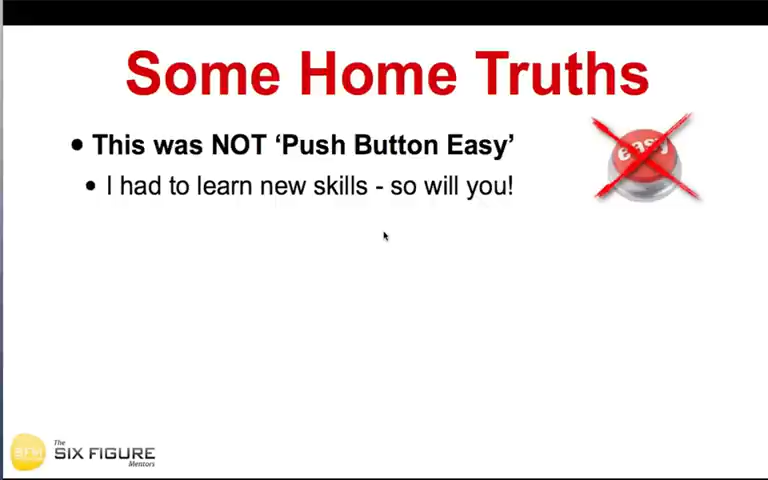 Some Home Truths
• This was NOT ‘Push Button Easy’
easy
• I had to learn new skills - so will you!
SFM
The
SIX FIGURE
Mentors